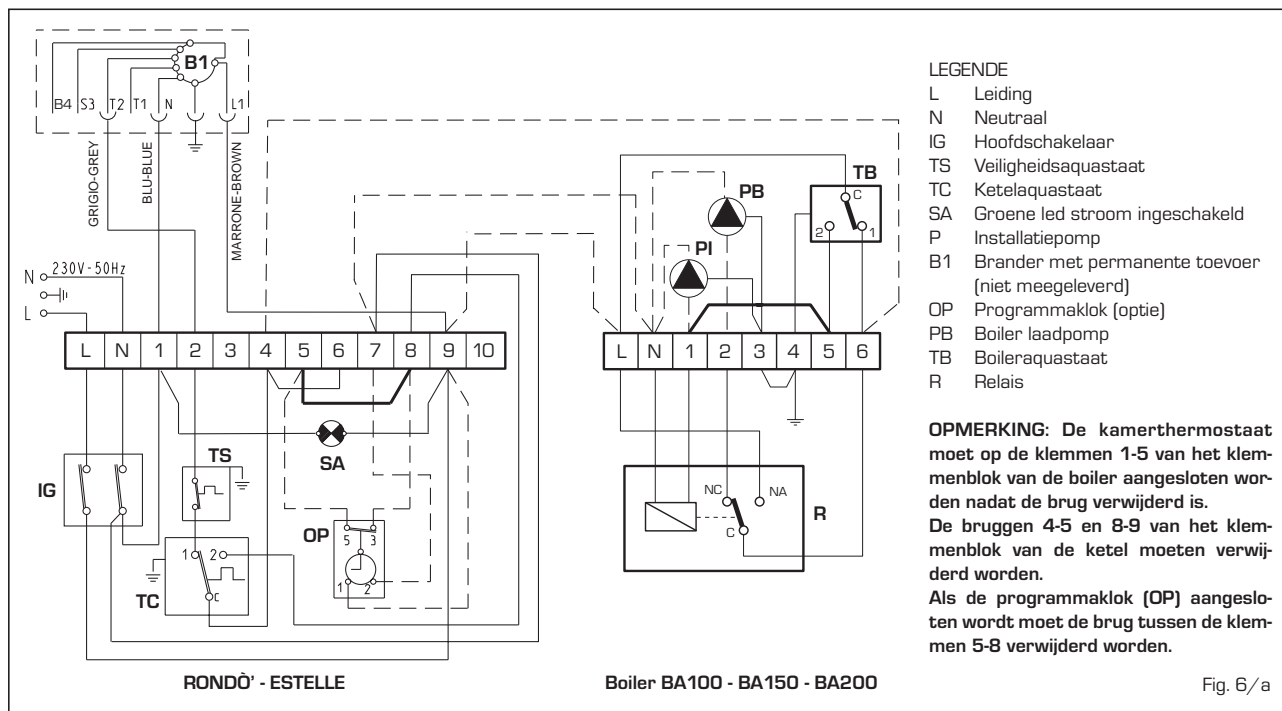 B1
B4 S3 T2 T1 N L1
GRIGIO-GREY
BLU-BLUE
MARRONE-BROWN
N 230V-50Hz
L
L N 1 2 3 4 5 6 7 8 9 10
IG
TS
SA
TC
1 2
C
OP
5 3
1 2
RONDÒ' - ESTELLE
TB
C
2 1
PB
PI
L N 1 2 3 4 5 6
NC NA
C
R
Boiler BA100 - BA150 - BA200
LEGENDE
L Leiding
N Neutraal
IG Hoofdschakelaar
TS Veiligheidsaquastaat
TC Ketelaquastaat
SA Groene led stroom ingeschakeld
P Installatiepomp
B1 Brander met permanente toevoer
(niet meegeleverd)
OP Programmaklok (optie)
PB Boiler laadpomp
TB Boileraquastaat
R Relais
OPMERKING: De kamerthermostaat
moet op de klemmen 1-5 van het klem-
menblok van de boiler aangesloten wor-
den nadat de brug verwijderd is.
De bruggen 4-5 en 8-9 van het klem-
menblok van de ketel moeten verwij-
derd worden.
Als de programmaklok (OP) aangeslo-
ten wordt moet de brug tussen de klem-
men 5-8 verwijderd worden.
Fig. 6/a